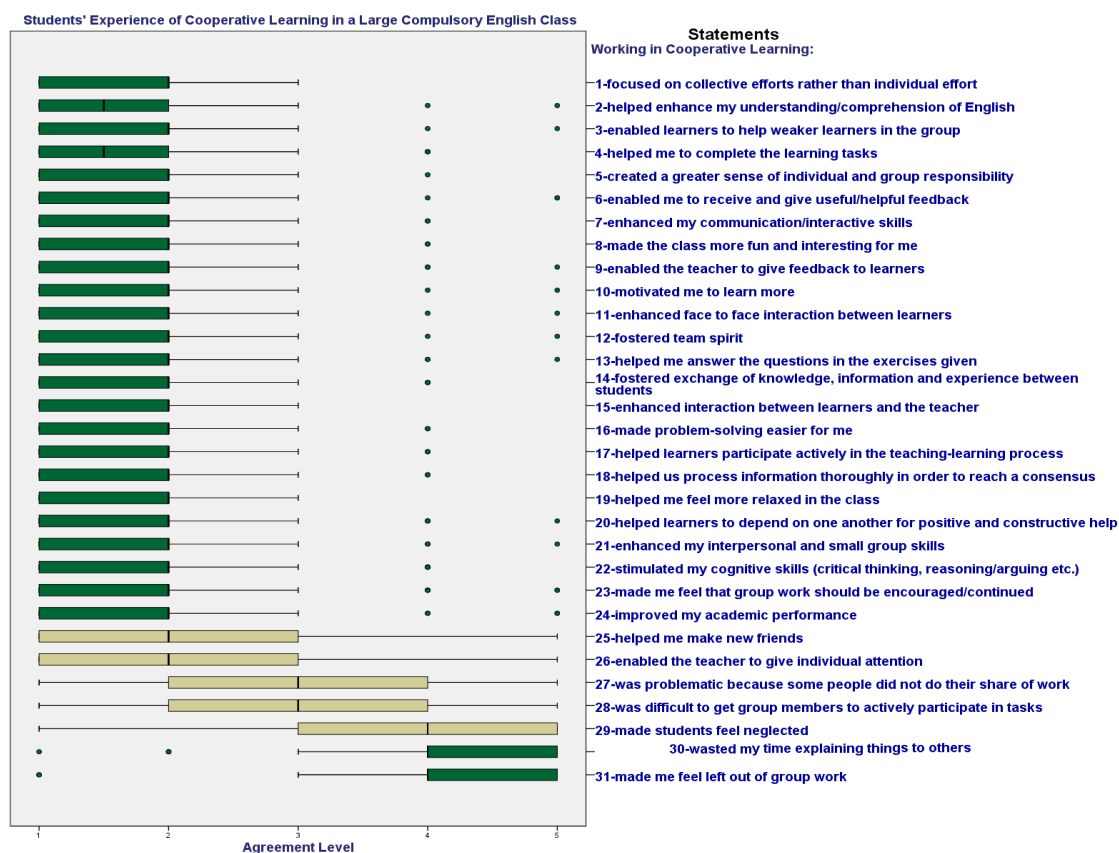 Students' Experience of Cooperative Learning in a Large Compulsory English Class
Statements
Working in Cooperative Learning:
1-focused on collective efforts rather than individual effort
2-helped enhance my understanding/comprehension of English
3-enabled learners to help weaker learners in the group
4-helped me to complete the learning tasks
5-created a greater sense of individual and group responsibility
6-enabled me to receive and give useful/helpful feedback
7-enhanced my communication/interactive skills
8-made the class more fun and interesting for me
9-enabled the teacher to give feedback to learners
10-motivated me to learn more
11-enhanced face to face interaction between learners
12-fostered team spirit
13-helped me answer the questions in the exercises given
14-fostered exchange of knowledge, information and experience between
students
15-enhanced interaction between learners and the teacher
16-made problem-solving easier for me
17-helped learners participate actively in the teaching-learning process
18-helped us process information thoroughly in order to reach a consensus
19-helped me feel more relaxed in the class
20-helped learners to depend on one another for positive and constructive help
21-enhanced my interpersonal and small group skills
22-stimulated my cognitive skills (critical thinking, reasoning/arguing etc.)
23-made me feel that group work should be encouraged/continued
24-improved my academic performance
25-helped me make new friends
26-enabled the teacher to give individual attention
27-was problematic because some people did not do their share of work
28-was difficult to get group members to actively participate in tasks
29-made students feel neglected
30-wasted my time explaining things to others
31-made me feel left out of group work
1 2 3 4 5
Agreement Level